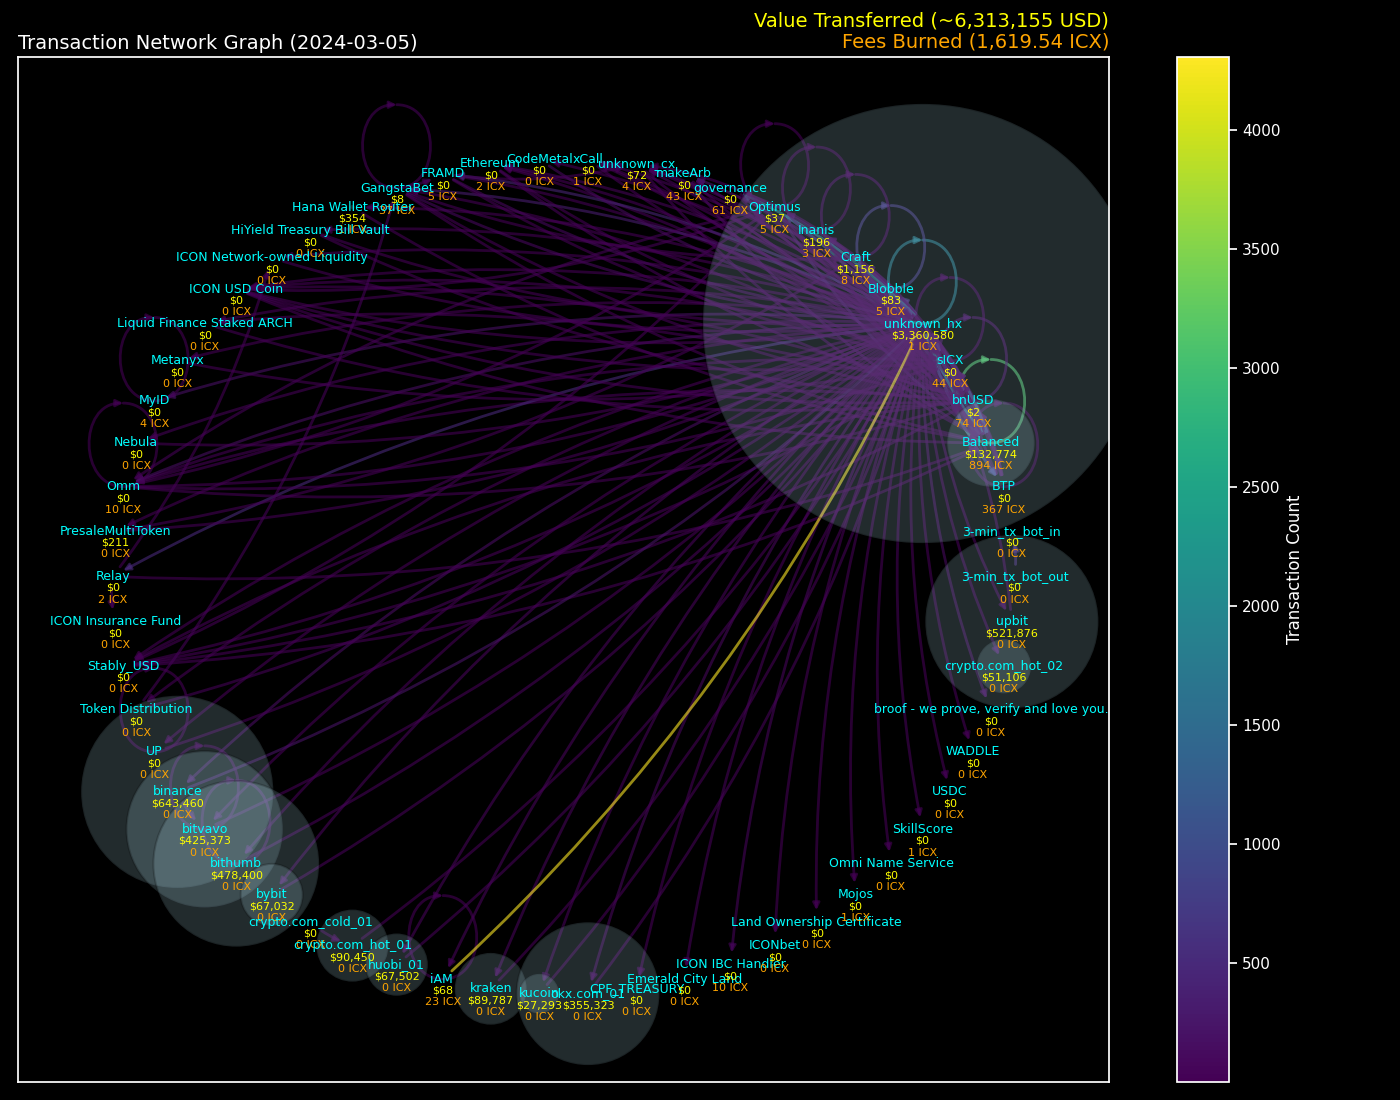 Value Transferred (~6,313,155 USD)
Transaction Network Graph (2024-03-05)
Fees Burned (1,619.54 ICX)
CodeMetal
$0
0 ICX
xCall
$0
1 ICX
unknown_cx
$72
4 ICX
Ethereum
$0
2 ICX
makeArb
$0
43 ICX
FRAMD
$0
5 ICX
governance
$0
61 ICX
GangstaBet
$8
37 ICX
Optimus
$37
5 ICX
Hana Wallet Router
$354
ICX
Inanis
$196
3 ICX
HiYield Treasury Bill Vault
$0
0 ICX
Craft
$1,156
8 ICX
ICON Network-owned Liquidity
$0
0 ICX
Blobble
$83
5 ICX
ICON USD Coin
$0
0 ICX
unknown_hx
$3,360,580
1 ICX
Liquid Finance Staked ARCH
$0
0 ICX
sICX
$0
44 ICX
Metanyx
$0
0 ICX
bnUSD
$2
74 ICX
MyID
$0
4 ICX
Balanced
$132,774
894 ICX
Nebula
$0
0 ICX
BTP
$0
367 ICX
Omm
$0
10 ICX
3-min_tx_bot_in
$0
0 ICX
PresaleMultiToken
$211
0 ICX
3-min_tx_bot_out
$0
0 ICX
Relay
$0
2 ICX
upbit
$521,876
0 ICX
ICON Insurance Fund
$0
0 ICX
crypto.com_hot_02
$51,106
0 ICX
Stably_USD
$0
0 ICX
broof - we prove, verify and love you.
$0
0 ICX
Token Distribution
$0
0 ICX
WADDLE
$0
0 ICX
UP
$0
0 ICX
USDC
$0
0 ICX
binance
$643,460
0 ICX
SkillScore
$0
1 ICX
bitvavo
$425,373
0 ICX
Omni Name Service
$0
0 ICX
bithumb
$478,400
0 ICX
Mojos
$0
1 ICX
bybit
$67,032
0 ICX
Land Ownership Certificate
$0
0 ICX
crypto.com_cold_01
$0
0 ICX
ICONbet
$0
0 ICX
crypto.com_hot_01
$90,450
0 ICX
ICON IBC Handler
$0
10 ICX
huobi_01
$67,502
0 ICX
Emerald City Land
$0
0 ICX
iAM
$68
23 ICX
CPF_TREASURY
$0
0 ICX
kraken
$89,787
0 ICX
kucoin
$27,293
0 ICX
okx.com_01
$355,323
0 ICX
4000
3500
3000
2500
2000
1500
1000
500
Transaction Count